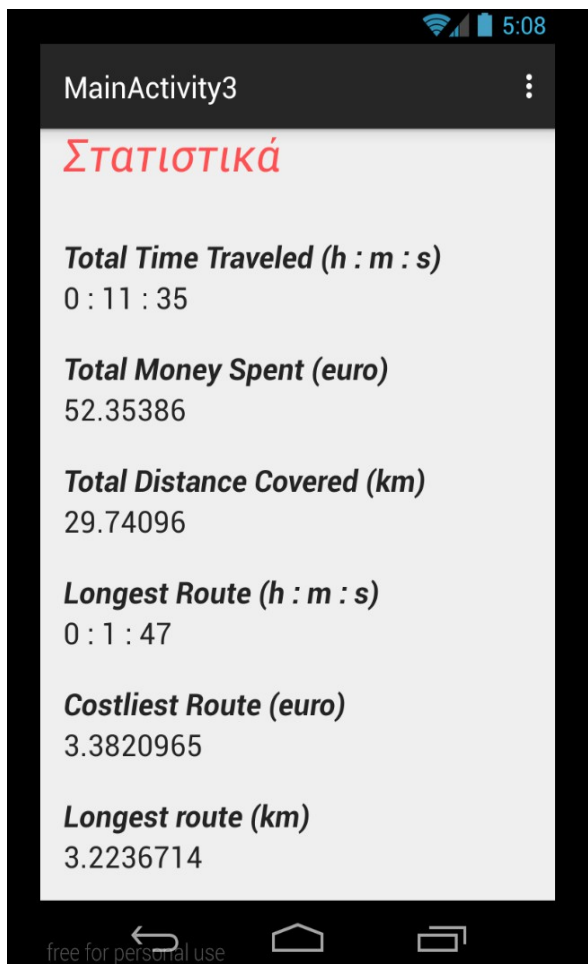 5:08
MainActivity3
Στατιστικά
Total Time Traveled (h : m : s)
0 : 11 : 35
Total Money Spent (euro)
52.35386
Total Distance Covered (km)
29.74096
Longest Route (h : m : s)
0 : 1 : 47
Costliest Route (euro)
3.3820965
Longest route (km)
3.2236714
free for personal use